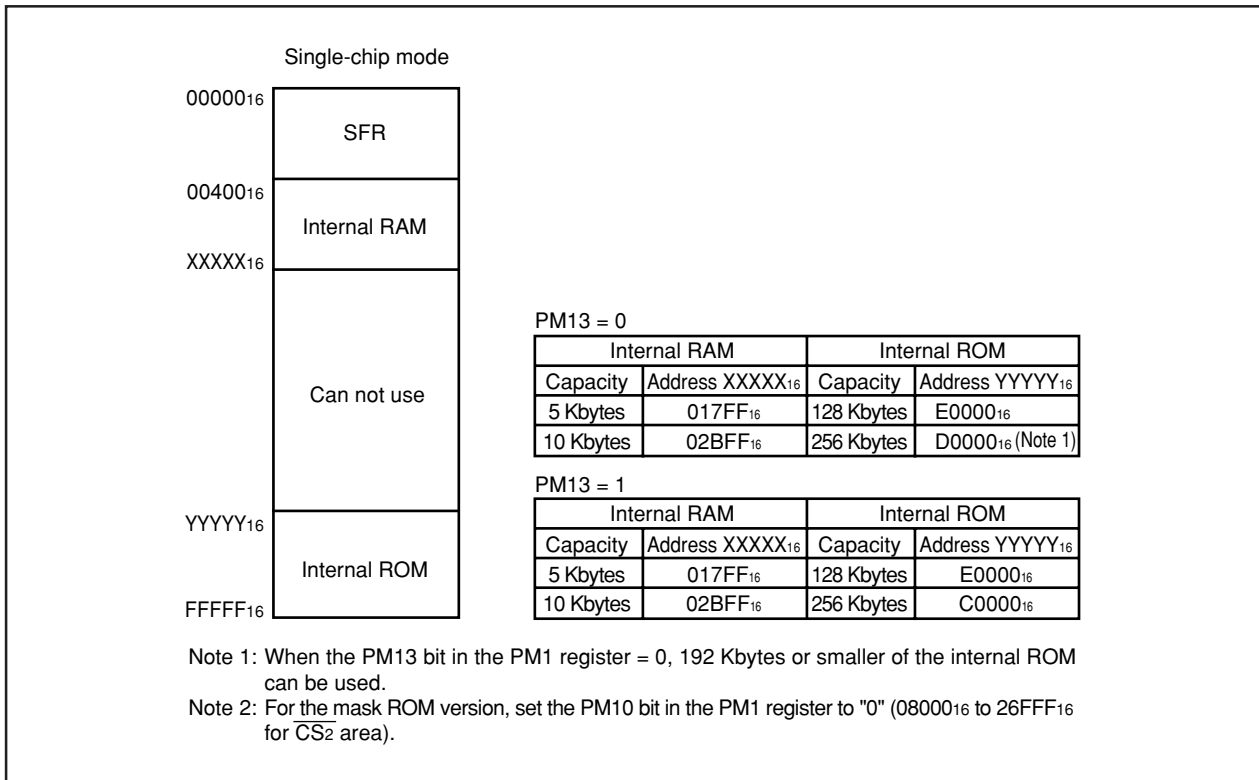 Single-chip mode
00000₁₆
SFR
00400₁₆
Internal RAM
XXXXX₁₆
Can not use
YYYYY₁₆
Internal ROM
FFFFF₁₆
PM13 = 0
Internal RAM Internal ROM
Capacity Address XXXXX₁₆ Capacity Address YYYYY₁₆
5 Kbytes 017FF₁₆ 128 Kbytes E0000₁₆
10 Kbytes 02BFF₁₆ 256 Kbytes D0000₁₆ (Note 1)
PM13 = 1
Internal RAM Internal ROM
Capacity Address XXXXX₁₆ Capacity Address YYYYY₁₆
5 Kbytes 017FF₁₆ 128 Kbytes E0000₁₆
10 Kbytes 02BFF₁₆ 256 Kbytes C0000₁₆
Note 1: When the PM13 bit in the PM1 register = 0, 192 Kbytes or smaller of the internal ROM
can be used.
Note 2: For the mask ROM version, set the PM10 bit in the PM1 register to "0" (08000₁₆ to 26FFF₁₆
for C̅S̅₂ area).